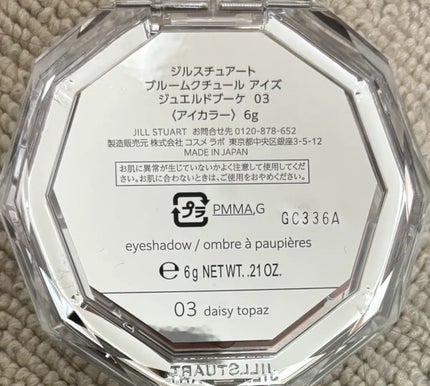 ジルスチュアート
ブルームクチュール アイズ
ジュエルドブーケ 03
〈アイカラー〉6g
JILL STUART お問合せ先 0120-878-652
製造販売元 株式会社 コスメ ラボ 東京都中央区銀座3-5-12
MADE IN JAPAN
お肌に異常が生じていないかよく注意して使用してくだ
さい。お肌に合わないときは、ご使用をおやめください。
プラ PMMA,G
GC336A
eyeshadow / ombre à paupières
℮ 6g NET WT. .21 OZ.
03 daisy topaz
JILLSTUART